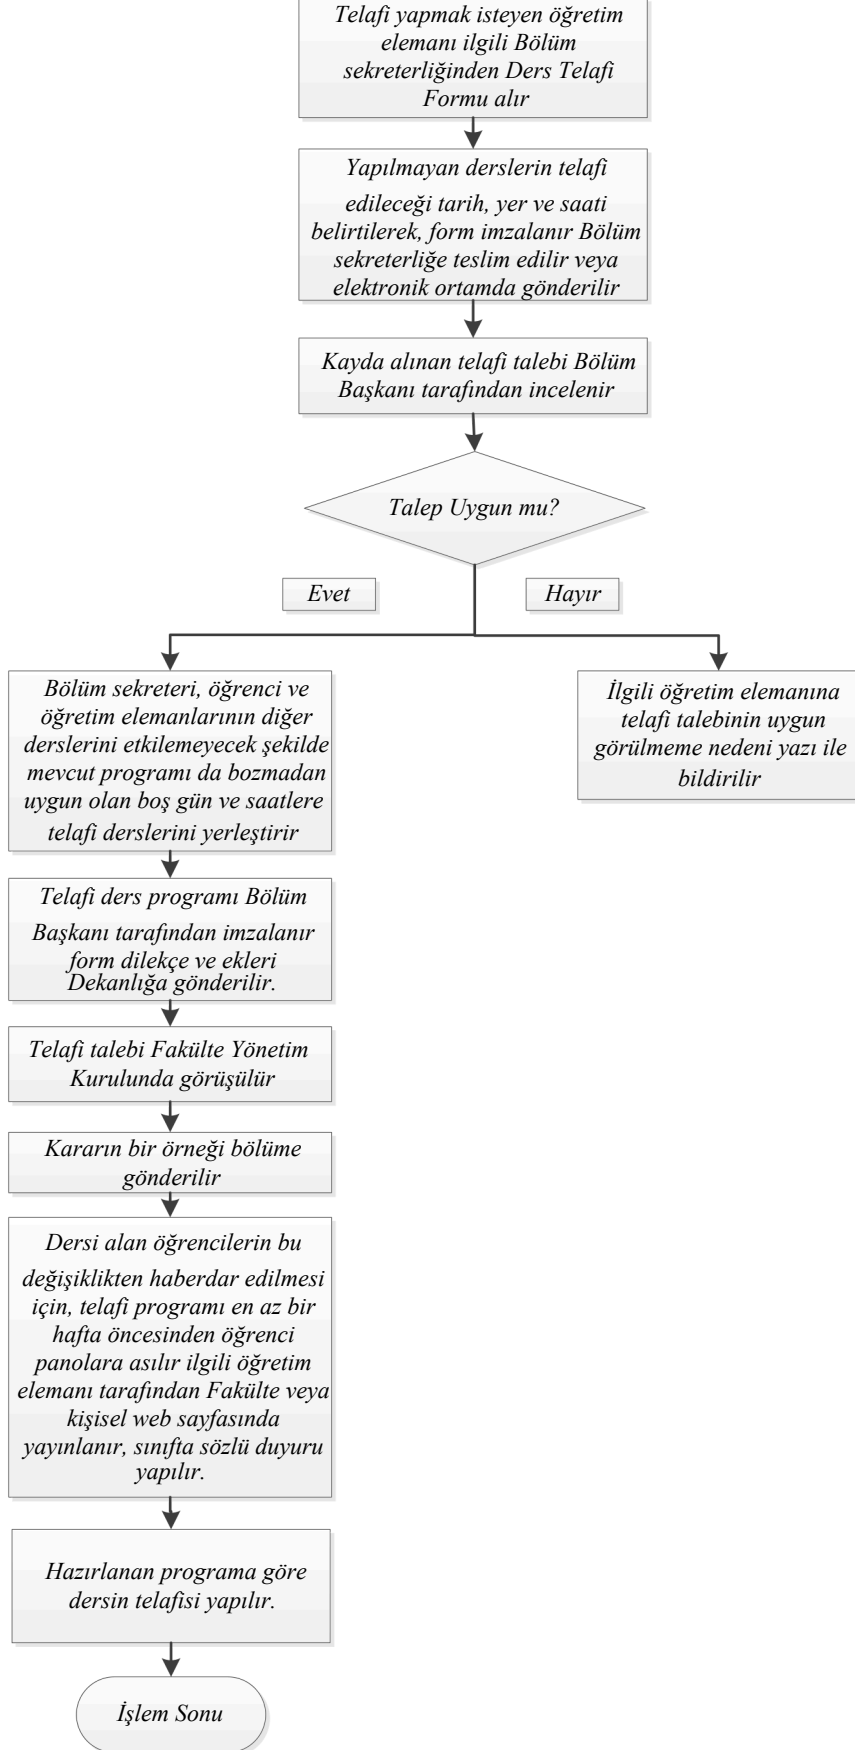 Telafi yapmak isteyen öğretim
elemanı ilgili Bölüm
sekreterliğinden Ders Telafi
Formu alır
Yapılmayan derslerin telafi
edileceği tarih, yer ve saati
belirtilerek, form imzalanır Bölüm
sekreterliğe teslim edilir veya
elektronik ortamda gönderilir
Kayda alınan telafi talebi Bölüm
Başkanı tarafından incelenir
Talep Uygun mu?
Evet
Hayır
Bölüm sekreteri, öğrenci ve
öğretim elemanlarının diğer
derslerini etkilemeyecek şekilde
mevcut programı da bozmadan
uygun olan boş gün ve saatlere
telafi derslerini yerleştirir
İlgili öğretim elemanına
telafi talebinin uygun
görülmeme nedeni yazı ile
bildirilir
Telafi ders programı Bölüm
Başkanı tarafından imzalanır
form dilekçe ve ekleri
Dekanlığa gönderilir.
Telafi talebi Fakülte Yönetim
Kurulunda görüşülür
Kararın bir örneği bölüme
gönderilir
Dersi alan öğrencilerin bu
değişiklikten haberdar edilmesi
için, telafi programı en az bir
hafta öncesinden öğrenci
panolara asılır ilgili öğretim
elemanı tarafından Fakülte veya
kişisel web sayfasında
yayınlanır, sınıfta sözlü duyuru
yapılır.
Hazırlanan programa göre
dersin telafisi yapılır.
İşlem Sonu